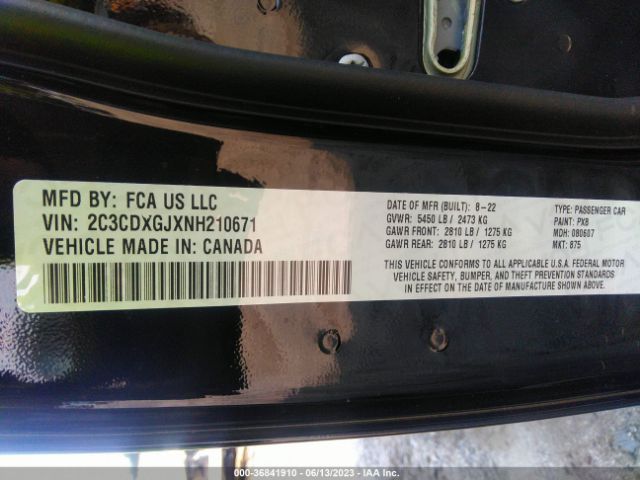 MFD BY: FCA US LLC
VIN: 2C3CDXGJXNH210671
VEHICLE MADE IN: CANADA
DATE OF MFR (BUILT): 8-22
GVWR: 5450 LB / 2473 KG
GAWR FRONT: 2810 LB / 1275 KG
GAWR REAR: 2810 LB / 1275 KG
TYPE: PASSENGER CAR
PAINT: PX8
MDH: 080607
MKT: 875
THIS VEHICLE CONFORMS TO ALL APPLICABLE U.S.A. FEDERAL MOTOR
VEHICLE SAFETY, BUMPER, AND THEFT PREVENTION STANDARDS
IN EFFECT ON THE DATE OF MANUFACTURE SHOWN ABOVE.
000-36841910 - 06/13/2023 - IAA Inc.